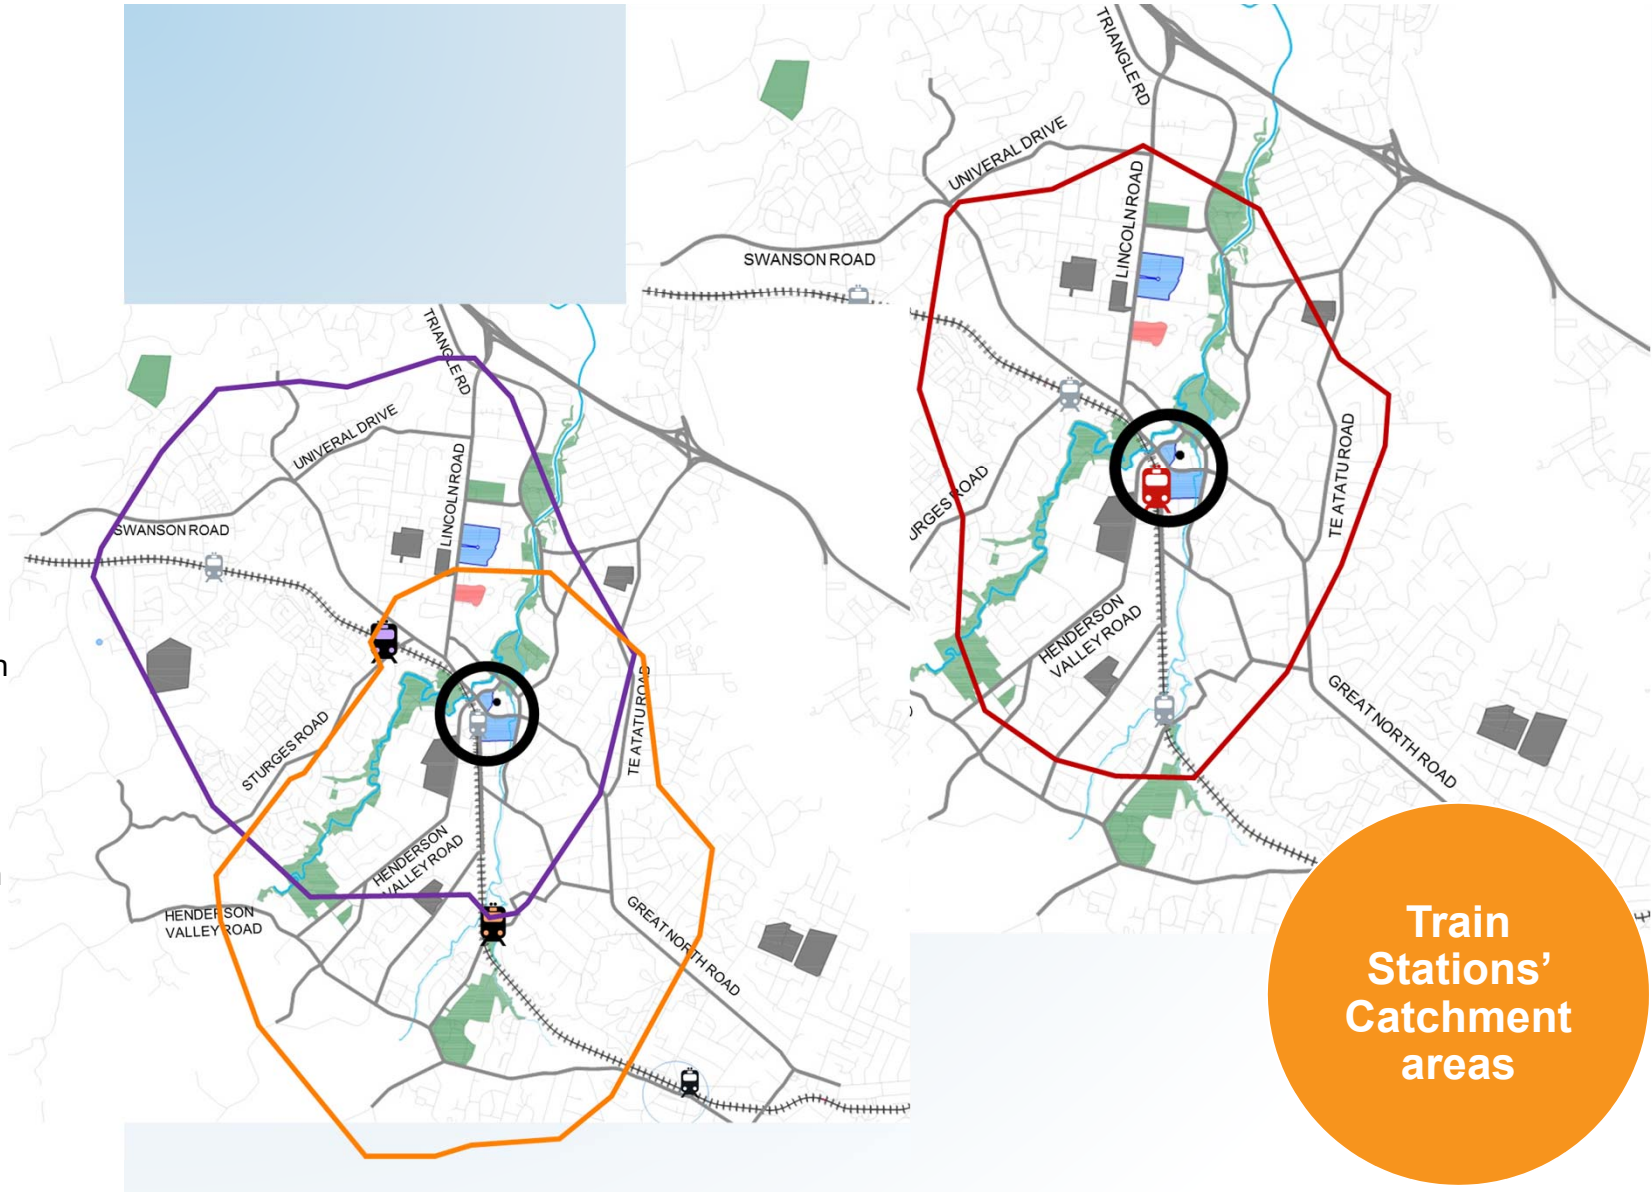 TRIANGLE RD
UNIVERAL DRIVE
LINCOLN ROAD
SWANSON ROAD
TE ATATU ROAD
URGES ROAD
HENDERSON
VALLEY ROAD
GREAT NORTH ROAD
TRIANGLE RD
UNIVERAL DRIVE
LINCOLN ROAD
SWANSON ROAD
STURGES ROAD
TE ATATU ROAD
HENDERSON
VALLEY ROAD
HENDERSON
VALLEY ROAD
GREAT NORTH ROAD
Train
Stations’
Catchment
areas